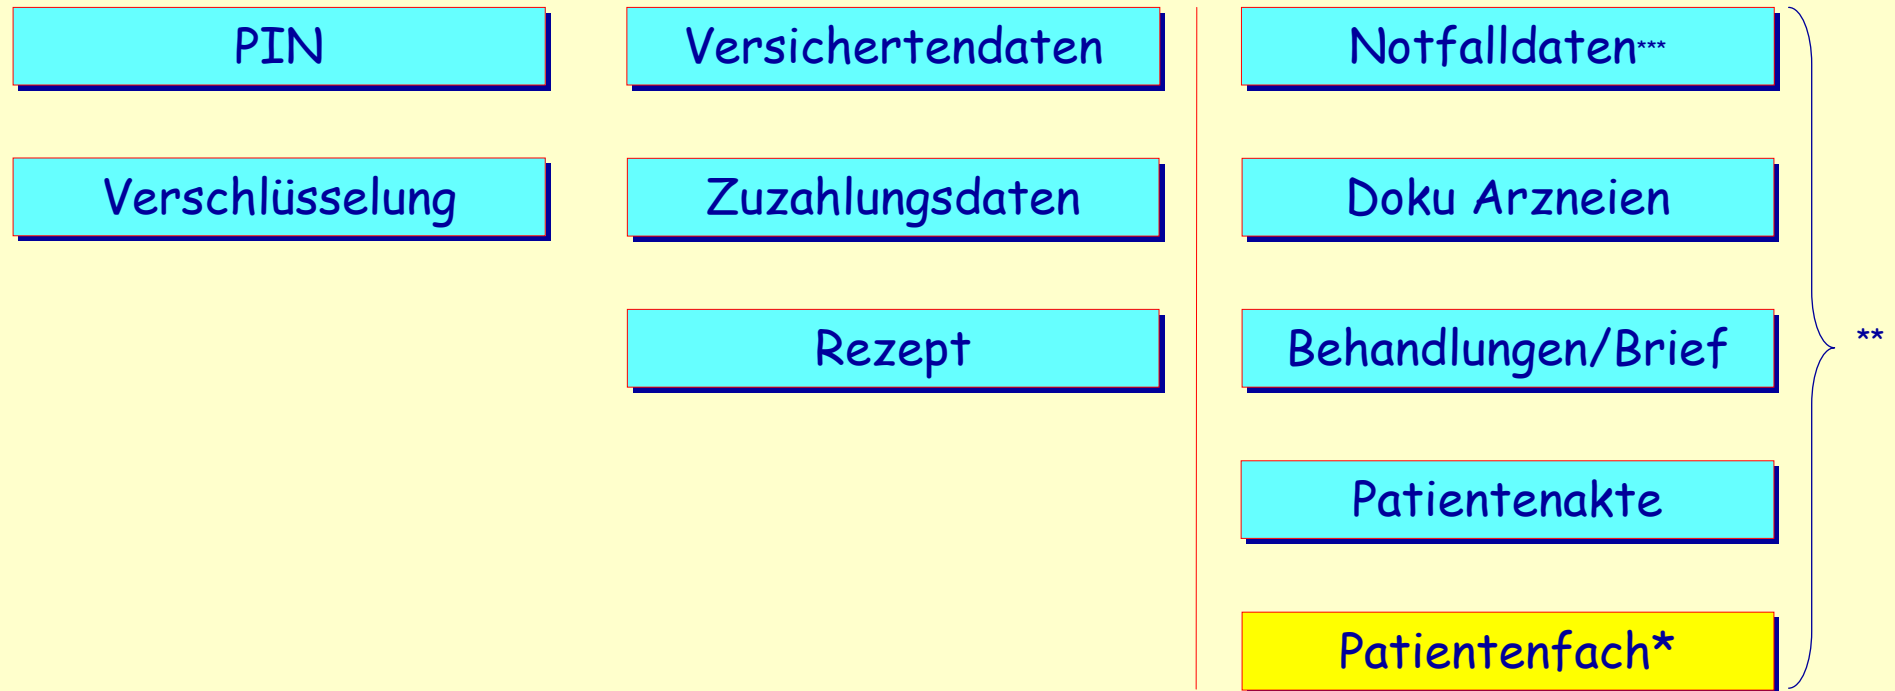 PIN
Versichertendaten
Notfalldaten***
Verschlüsselung
Zuzahlungsdaten
Doku Arzneien
Rezept
Behandlungen/Brief
**
Patientenakte
Patientenfach*